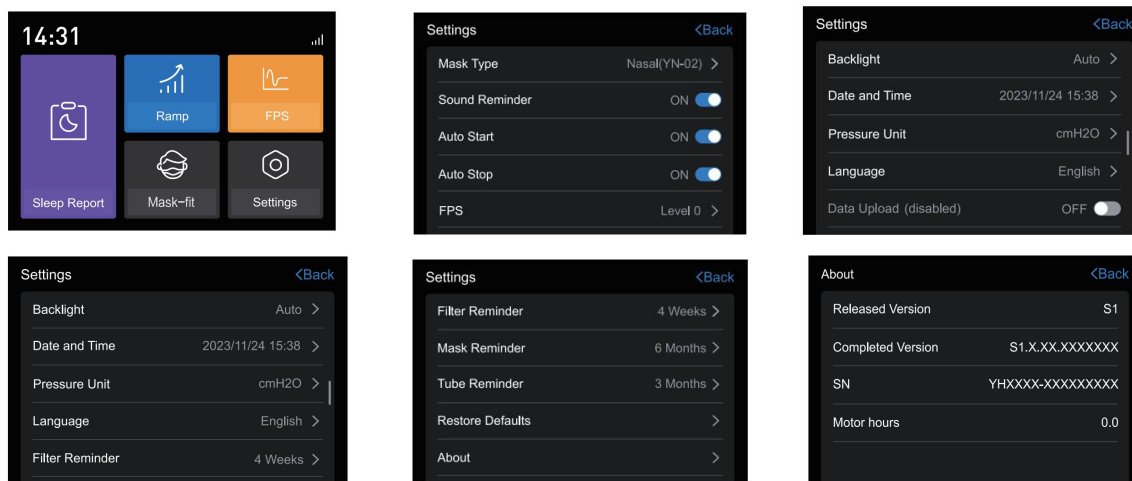 14:31
Ramp
FPS
Sleep Report
Mask-fit
Settings
Settings <Back
Mask Type Nasal(YN-02) >
Sound Reminder ON
Auto Start ON
Auto Stop ON
FPS Level 0 >
Settings <Back
Backlight Auto >
Date and Time 2023/11/24 15:38 >
Pressure Unit cmH2O >
Language English >
Data Upload (disabled) OFF
Settings <Back
Backlight Auto >
Date and Time 2023/11/24 15:38 >
Pressure Unit cmH2O >
Language English >
Filter Reminder 4 Weeks >
Settings <Back
Filter Reminder 4 Weeks >
Mask Reminder 6 Months >
Tube Reminder 3 Months >
Restore Defaults >
About >
About <Back
Released Version S1
Completed Version S1.X.XX.XXXXXXX
SN YHXXXX-XXXXXXXXX
Motor hours 0.0